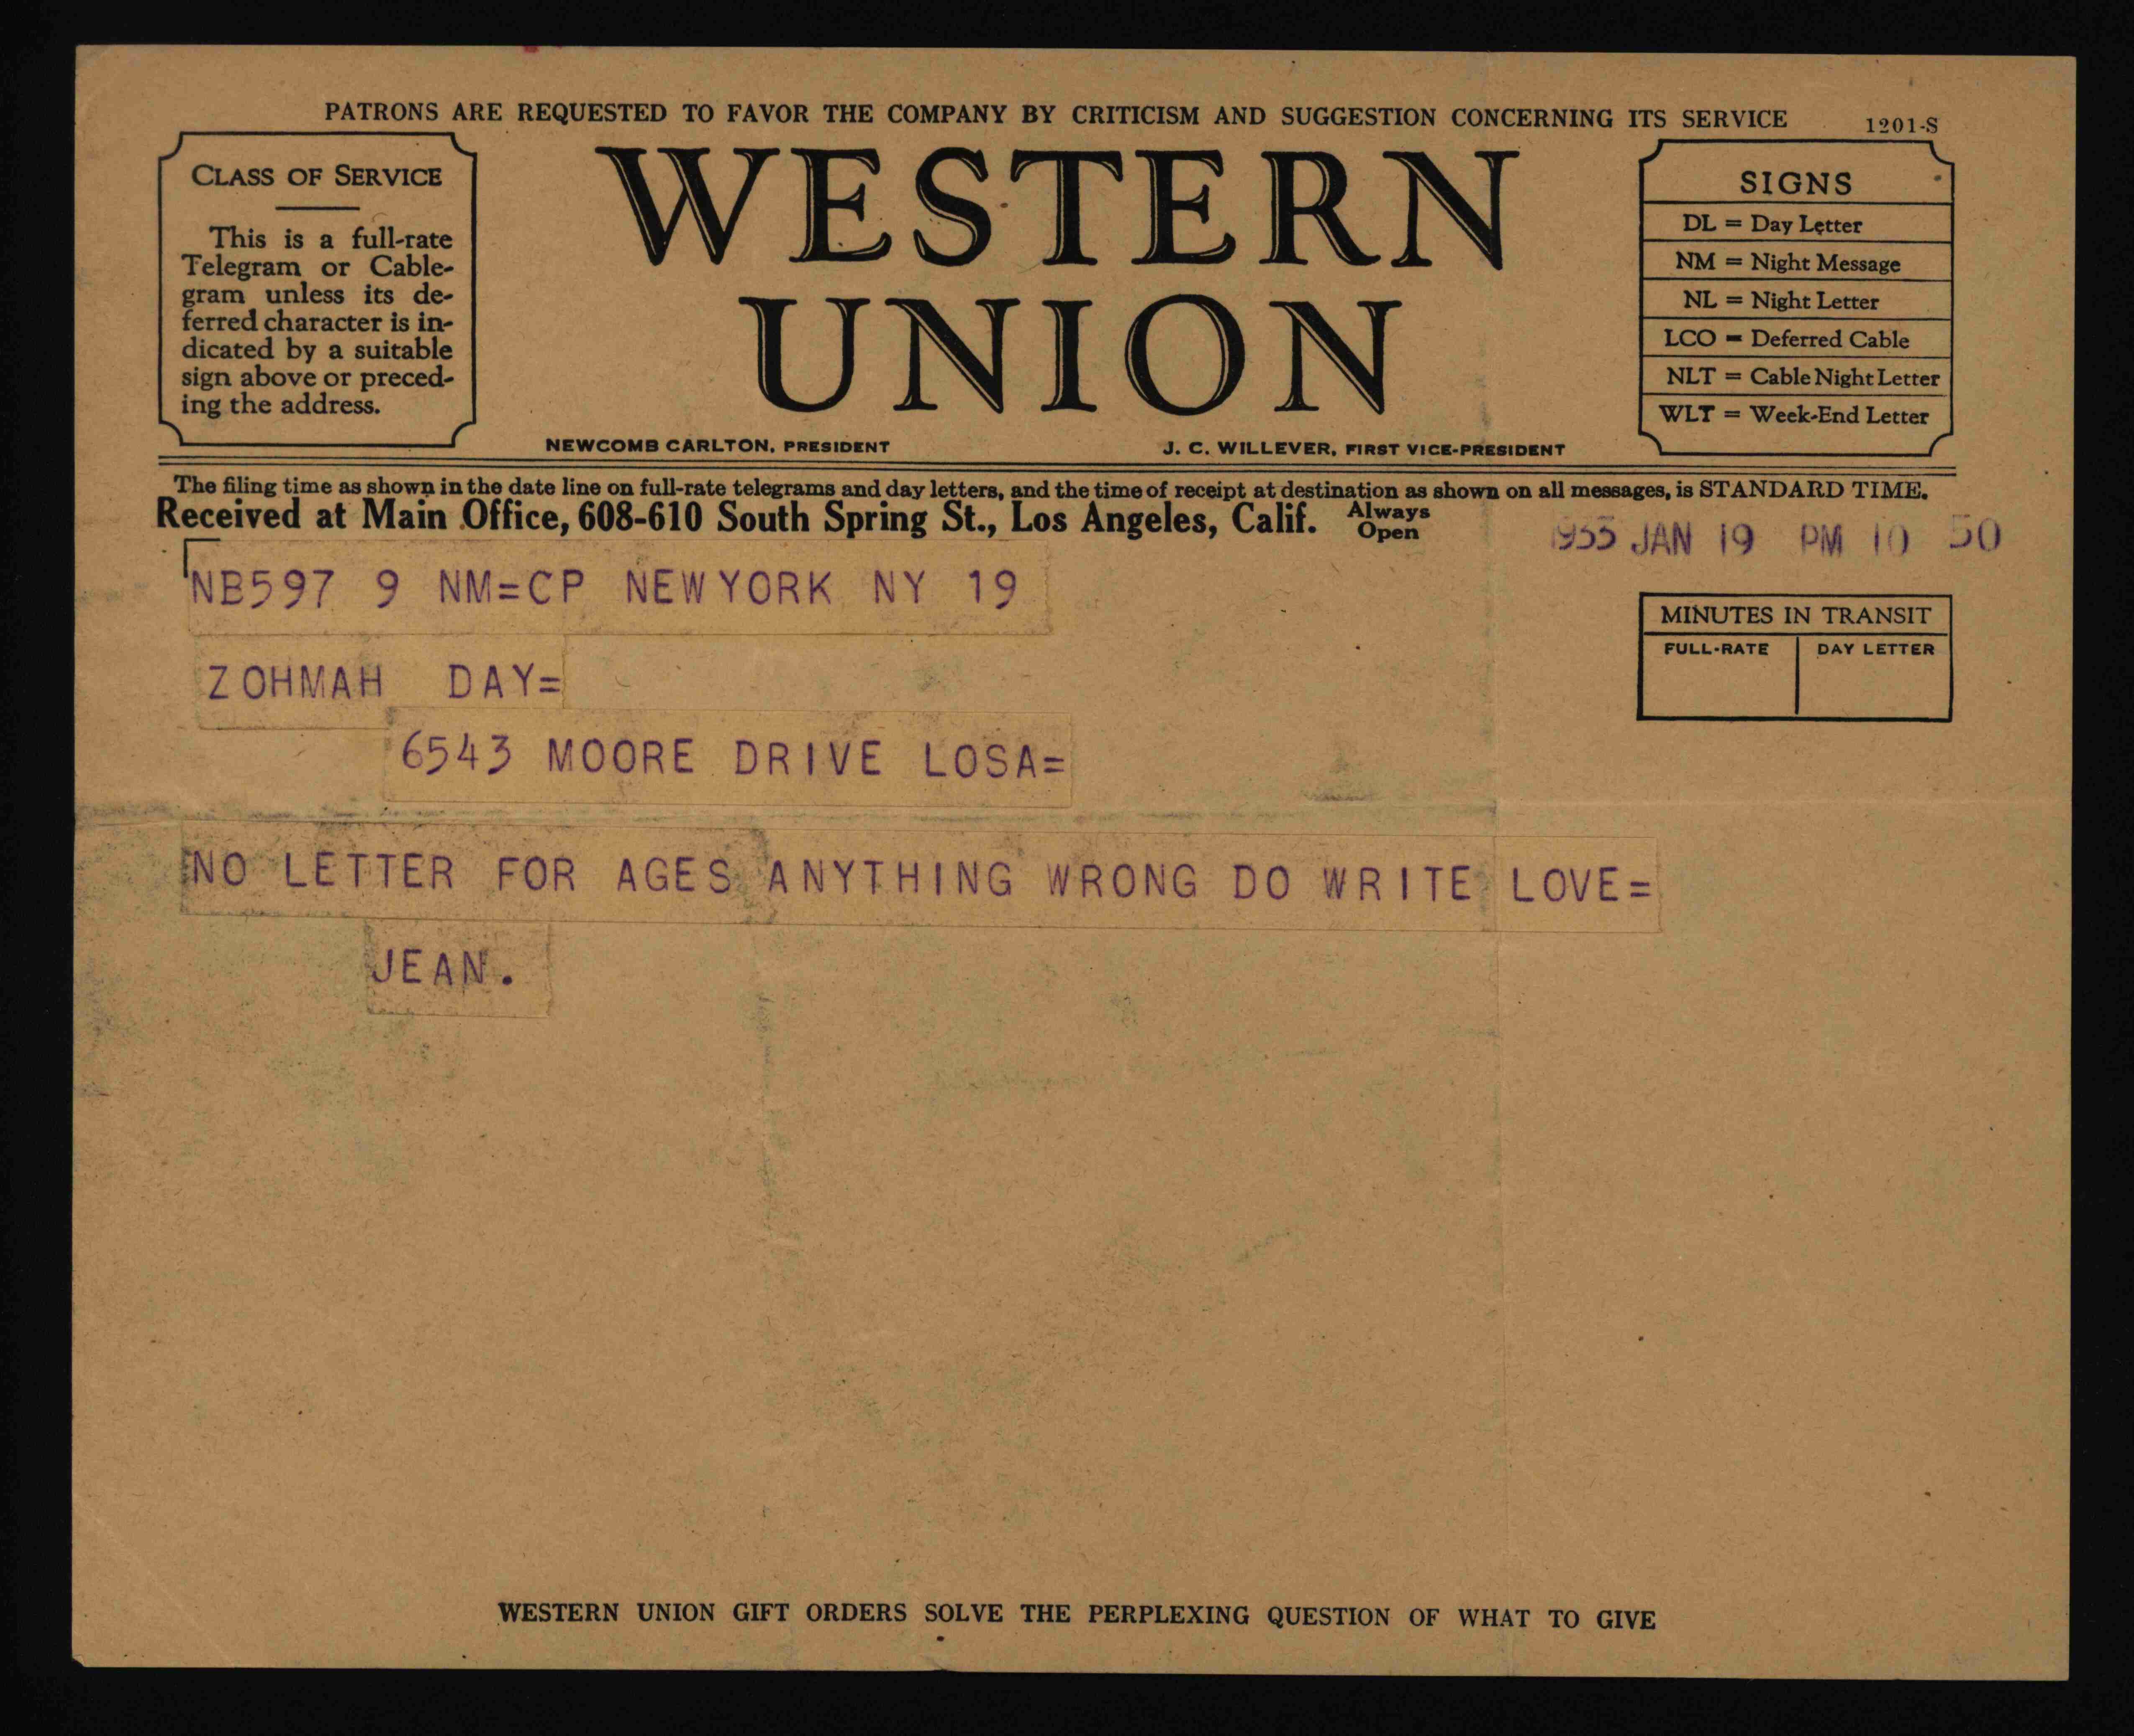 PATRONS ARE REQUESTED TO FAVOR THE COMPANY BY CRITICISM AND SUGGESTION CONCERNING ITS SERVICE
1201-S
CLASS OF SERVICE
This is a full-rate
Telegram or Cable-
gram unless its de-
ferred character is in-
dicated by a suitable
sign above or preced-
ing the address.
WESTERN
UNION
NEWCOMB CARLTON, PRESIDENT
J. C. WILLEVER, FIRST VICE-PRESIDENT
SIGNS
DL = Day Letter
NM = Night Message
NL = Night Letter
LCO = Deferred Cable
NLT = Cable Night Letter
WLT = Week-End Letter
The filing time as shown in the date line on full-rate telegrams and day letters, and the time of receipt at destination as shown on all messages, is STANDARD TIME.
Received at Main Office, 608-610 South Spring St., Los Angeles, Calif. Always Open
JAN 19 PM 10 50
MINUTES IN TRANSIT
FULL-RATE DAY LETTER
NB597 9 NM=CP NEWYORK NY 19
ZOHMAH DAY=
6543 MOORE DRIVE LOSA=
NO LETTER FOR AGES ANYTHING WRONG DO WRITE LOVE=
JEAN.
WESTERN UNION GIFT ORDERS SOLVE THE PERPLEXING QUESTION OF WHAT TO GIVE